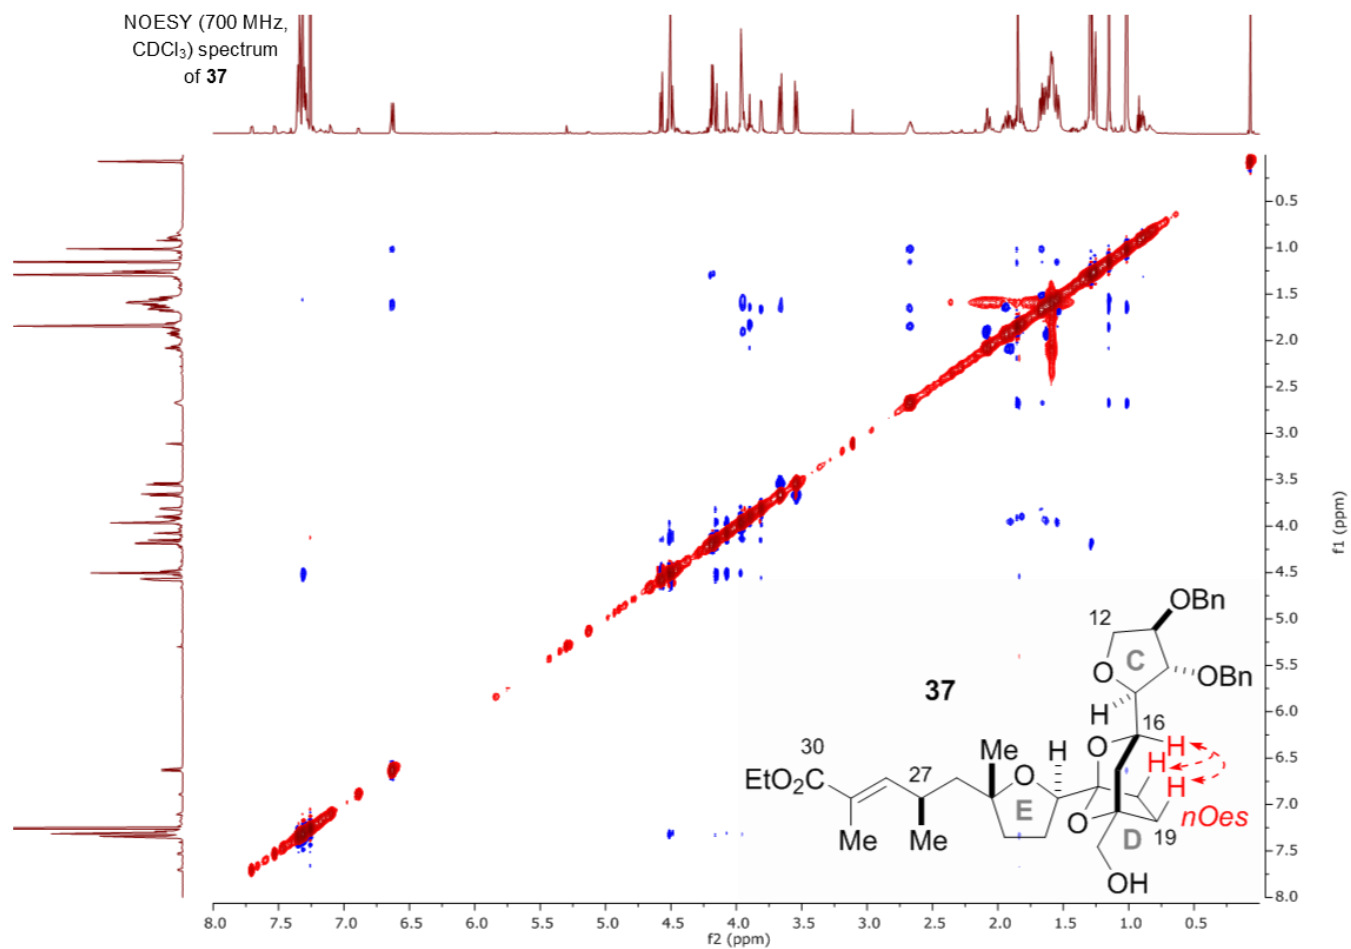 NOESY (700 MHz,
CDCl₃) spectrum
of 37
0.5
1.0
1.5
2.0
2.5
3.0
3.5
4.0
4.5
5.0
5.5
6.0
6.5
7.0
7.5
8.0
f1 (ppm)
OBn
12
C
O
OBn
37
H
16
30
Me
H
O
H
H
EtO₂C
27
O
H
E
nOes
O
D
19
Me
Me
OH
8.0 7.5 7.0 6.5 6.0 5.5 5.0 4.5 4.0 3.5 3.0 2.5 2.0 1.5 1.0 0.5
f2 (ppm)